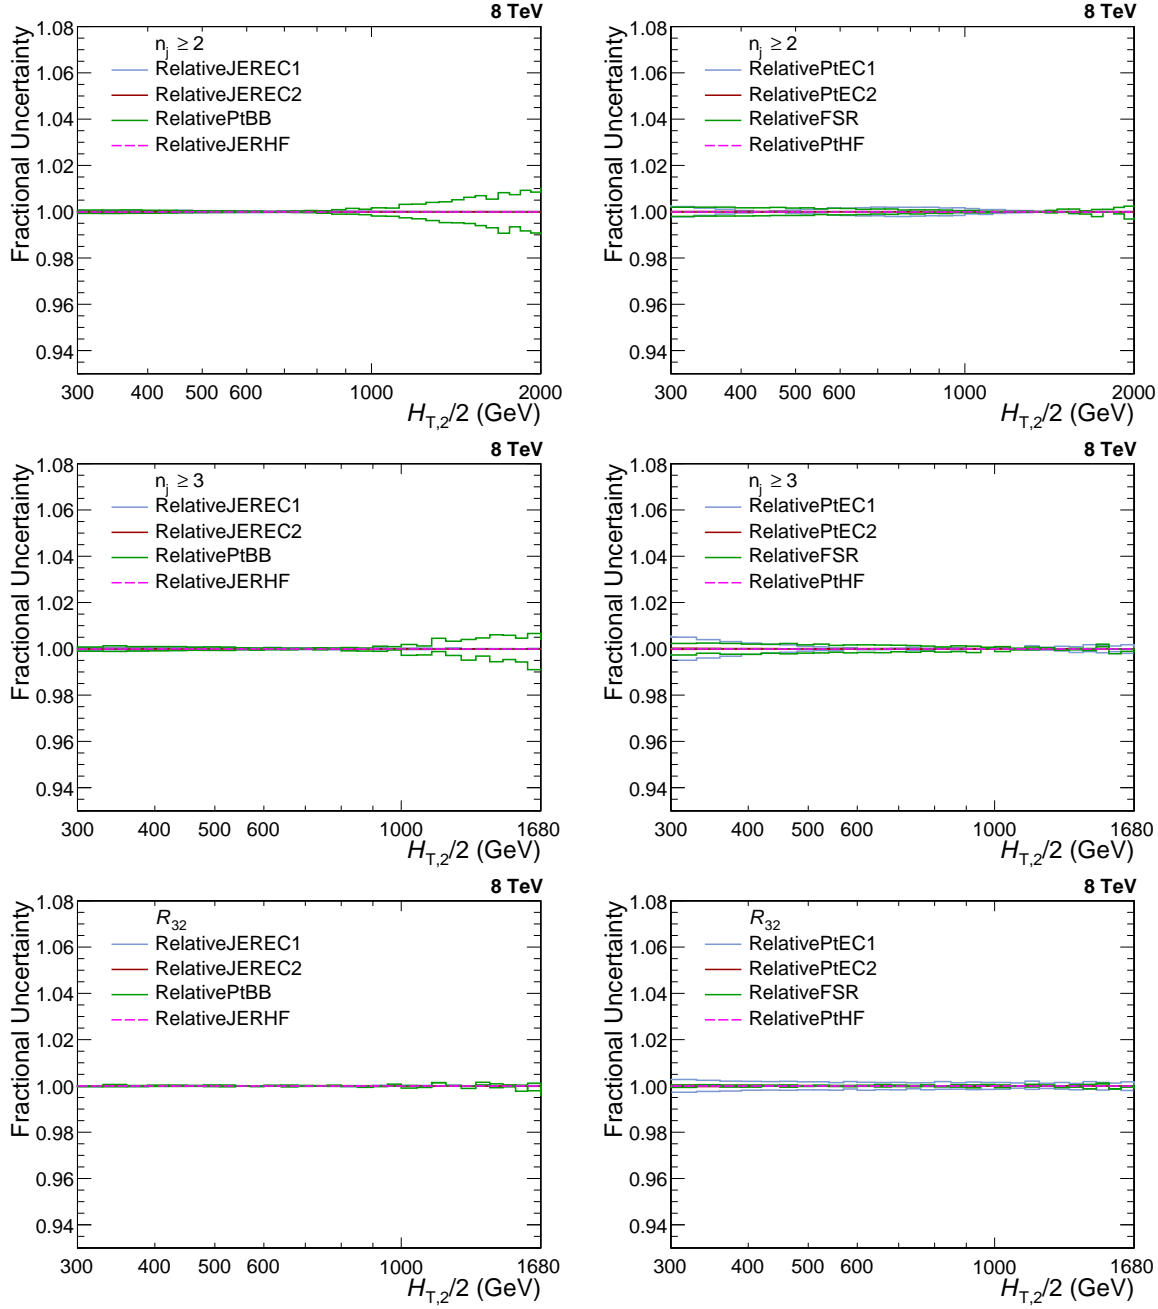 8 TeV
n_j ≥ 2
RelativeJEREC1
RelativeJEREC2
RelativePtBB
RelativeJERHF
Fractional Uncertainty
1.08
1.06
1.04
1.02
1.00
0.98
0.96
0.94
300 400 500 600 1000 2000
H_T,2/2 (GeV)
8 TeV
n_j ≥ 2
RelativePtEC1
RelativePtEC2
RelativeFSR
RelativePtHF
Fractional Uncertainty
1.08
1.06
1.04
1.02
1.00
0.98
0.96
0.94
300 400 500 600 1000 2000
H_T,2/2 (GeV)
8 TeV
n_j ≥ 3
RelativeJEREC1
RelativeJEREC2
RelativePtBB
RelativeJERHF
Fractional Uncertainty
1.08
1.06
1.04
1.02
1.00
0.98
0.96
0.94
300 400 500 600 1000 1680
H_T,2/2 (GeV)
8 TeV
n_j ≥ 3
RelativePtEC1
RelativePtEC2
RelativeFSR
RelativePtHF
Fractional Uncertainty
1.08
1.06
1.04
1.02
1.00
0.98
0.96
0.94
300 400 500 600 1000 1680
H_T,2/2 (GeV)
8 TeV
R_32
RelativeJEREC1
RelativeJEREC2
RelativePtBB
RelativeJERHF
Fractional Uncertainty
1.08
1.06
1.04
1.02
1.00
0.98
0.96
0.94
300 400 500 600 1000 1680
H_T,2/2 (GeV)
8 TeV
R_32
RelativePtEC1
RelativePtEC2
RelativeFSR
RelativePtHF
Fractional Uncertainty
1.08
1.06
1.04
1.02
1.00
0.98
0.96
0.94
300 400 500 600 1000 1680
H_T,2/2 (GeV)